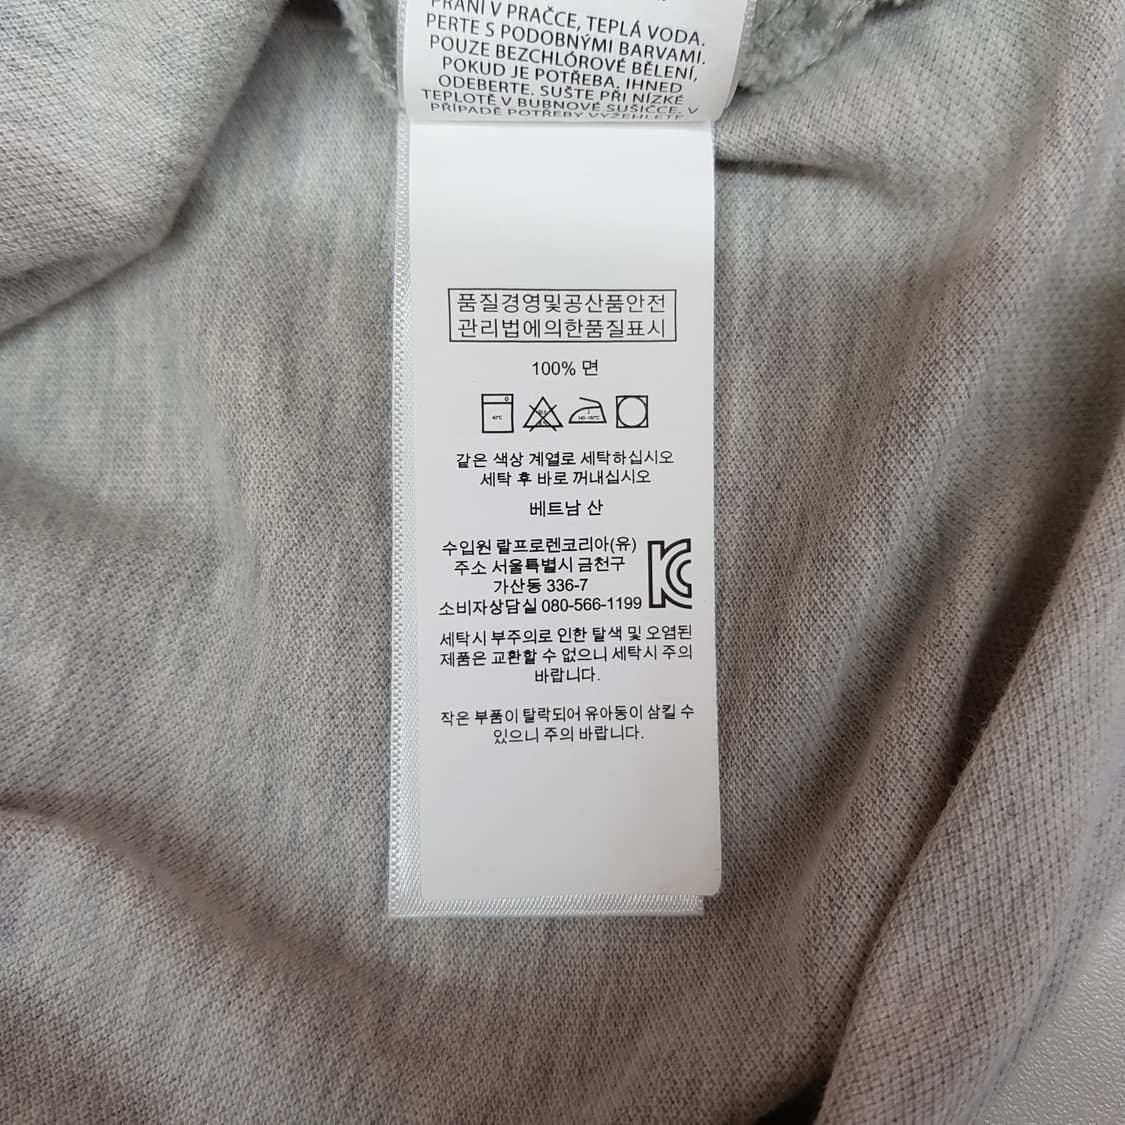 PRANÍ V PRAČCE, TEPLÁ VODA.
PERTE S PODOBNÝMI BARVAMI.
POUZE BEZCHLÓROVÉ BĚLENÍ,
POKUD JE POTŘEBA. IHNED
ODEBERTE. SUŠTE PŘI NÍZKÉ
TEPLOTĚ V BUBNOVÉ SUŠIČCE. V
PŘÍPADĚ POTŘEBY VYŽEHLETE.
품질경영및공산품안전
관리법에의한품질표시
100% 면
40℃
같은 색상 계열로 세탁하십시오
세탁 후 바로 꺼내십시오
베트남 산
수입원 랄프로렌코리아(유)
주소 서울특별시 금천구
가산동 336-7
소비자상담실 080-566-1199
세탁시 부주의로 인한 탈색 및 오염된
제품은 교환할 수 없으니 세탁시 주의
바랍니다.
작은 부품이 탈락되어 유아동이 삼킬 수
있으니 주의 바랍니다.